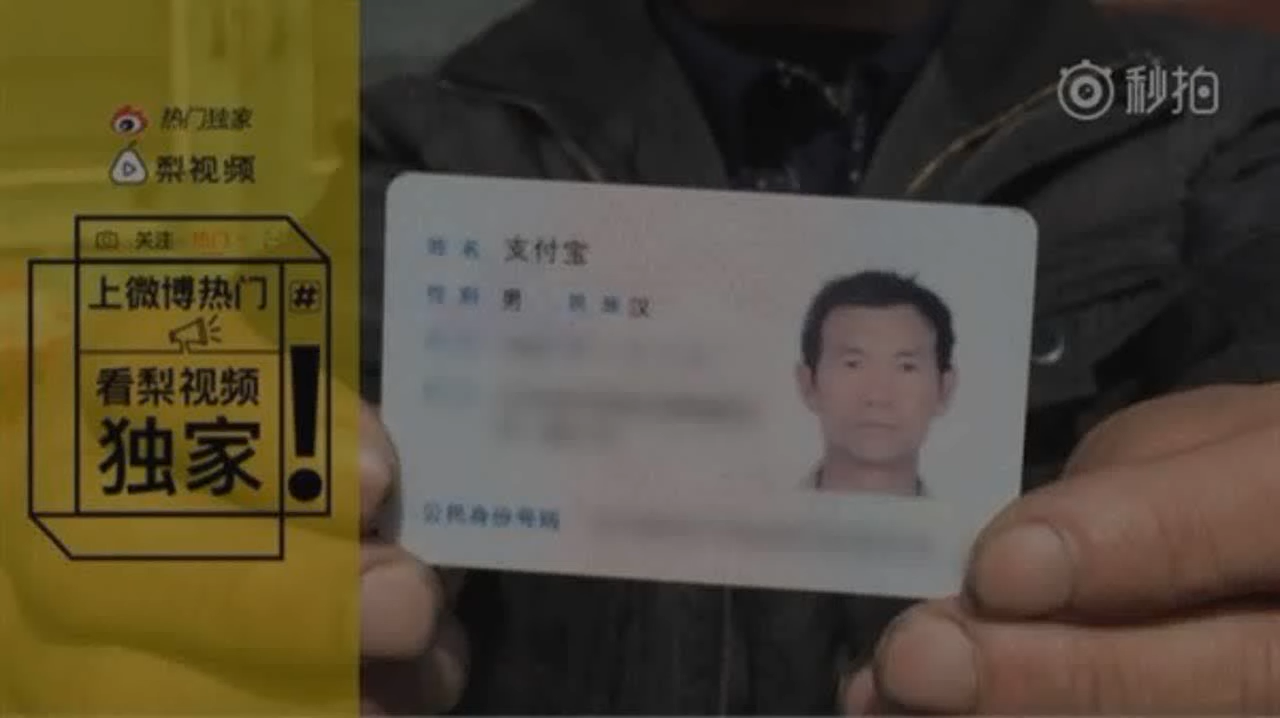 热门独家
梨视频
关注 热门
上微博热门 #
看梨视频
独家!
秒拍
姓名 支付宝
性别 男 民族 汉
公民身份号码